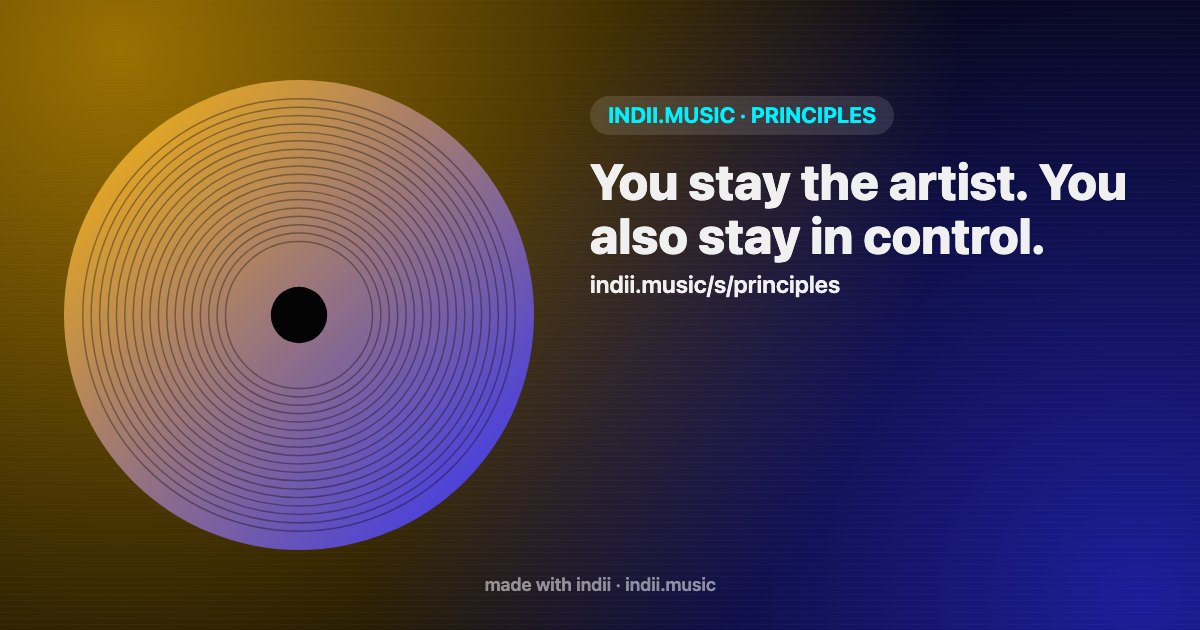 INDII.MUSIC · PRINCIPLES
You stay the artist. You
also stay in control.
indii.music/s/principles
made with indii · indii.music